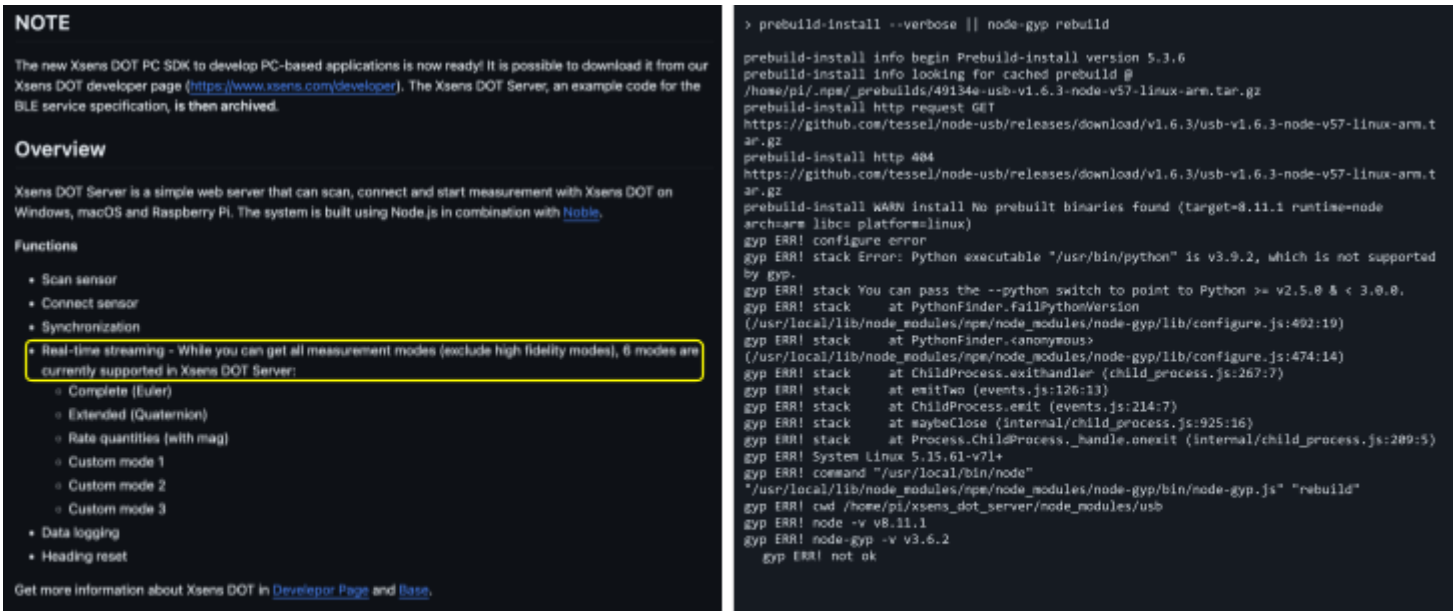 NOTE
The new Xsens DOT PC SDK to develop PC-based applications is now ready! It is possible to download it from our
Xsens DOT developer page (https://www.xsens.com/developer). The Xsens DOT Server, an example code for the
BLE service specification, is then archived.
Overview
Xsens DOT Server is a simple web server that can scan, connect and start measurement with Xsens DOT on
Windows, macOS and Raspberry Pi. The system is built using Node.js in combination with Noble.
Functions
• Scan sensor
• Connect sensor
• Synchronization
• Real-time streaming - While you can get all measurement modes (exclude high fidelity modes), 6 modes are
currently supported in Xsens DOT Server:
◦ Complete (Euler)
◦ Extended (Quaternion)
◦ Rate quantities (with mag)
◦ Custom mode 1
◦ Custom mode 2
◦ Custom mode 3
• Data logging
• Heading reset
Get more information about Xsens DOT in Develepor Page and Base.
> prebuild-install --verbose || node-gyp rebuild
prebuild-install info begin Prebuild-install version 5.3.6
prebuild-install info looking for cached prebuild @
/home/pi/.npm/_prebuilds/49134e-usb-v1.6.3-node-v57-linux-arm.tar.gz
prebuild-install http request GET
https://github.com/tessel/node-usb/releases/download/v1.6.3/usb-v1.6.3-node-v57-linux-arm.t
ar.gz
prebuild-install http 404
https://github.com/tessel/node-usb/releases/download/v1.6.3/usb-v1.6.3-node-v57-linux-arm.t
ar.gz
prebuild-install WARN install No prebuilt binaries found (target=8.11.1 runtime=node
arch=arm libc= platform=linux)
gyp ERR! configure error
gyp ERR! stack Error: Python executable "/usr/bin/python" is v3.9.2, which is not supported
by gyp.
gyp ERR! stack You can pass the --python switch to point to Python >= v2.5.0 & < 3.0.0.
gyp ERR! stack     at PythonFinder.failPythonVersion
(/usr/local/lib/node_modules/npm/node_modules/node-gyp/lib/configure.js:492:19)
gyp ERR! stack     at PythonFinder.<anonymous>
(/usr/local/lib/node_modules/npm/node_modules/node-gyp/lib/configure.js:474:14)
gyp ERR! stack     at ChildProcess.exithandler (child_process.js:267:7)
gyp ERR! stack     at emitTwo (events.js:126:13)
gyp ERR! stack     at ChildProcess.emit (events.js:214:7)
gyp ERR! stack     at maybeClose (internal/child_process.js:925:16)
gyp ERR! stack     at Process.ChildProcess._handle.onexit (internal/child_process.js:209:5)
gyp ERR! System Linux 5.15.61-v7l+
gyp ERR! command "/usr/local/bin/node"
"/usr/local/lib/node_modules/npm/node_modules/node-gyp/bin/node-gyp.js" "rebuild"
gyp ERR! cwd /home/pi/xsens_dot_server/node_modules/usb
gyp ERR! node -v v8.11.1
gyp ERR! node-gyp -v v3.6.2
gyp ERR! not ok